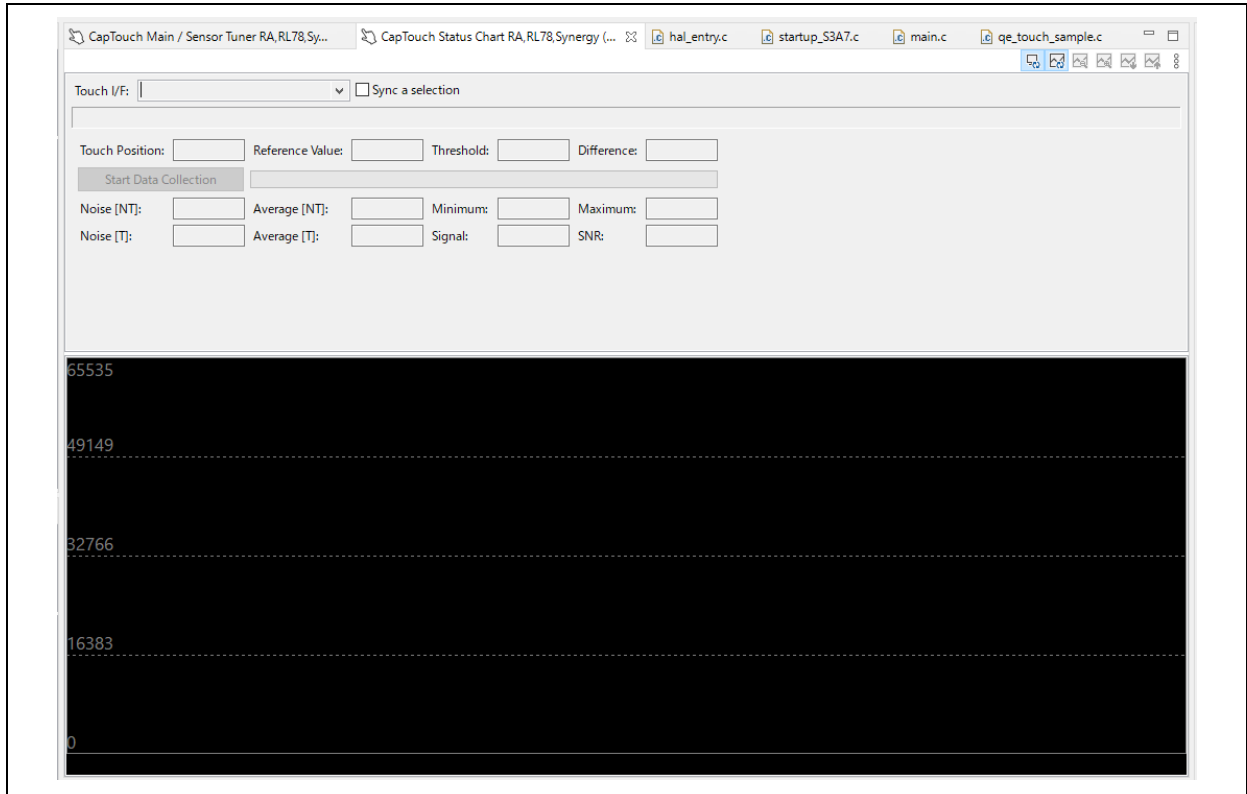 CapTouch Main / Sensor Tuner RA,RL78,Sy... CapTouch Status Chart RA,RL78,Synergy (... hal_entry.c startup_S3A7.c main.c qe_touch_sample.c
Touch I/F: Sync a selection
Touch Position: Reference Value: Threshold: Difference:
Start Data Collection
Noise [NT]: Average [NT]: Minimum: Maximum:
Noise [T]: Average [T]: Signal: SNR:
65535
49149
32766
16383
0